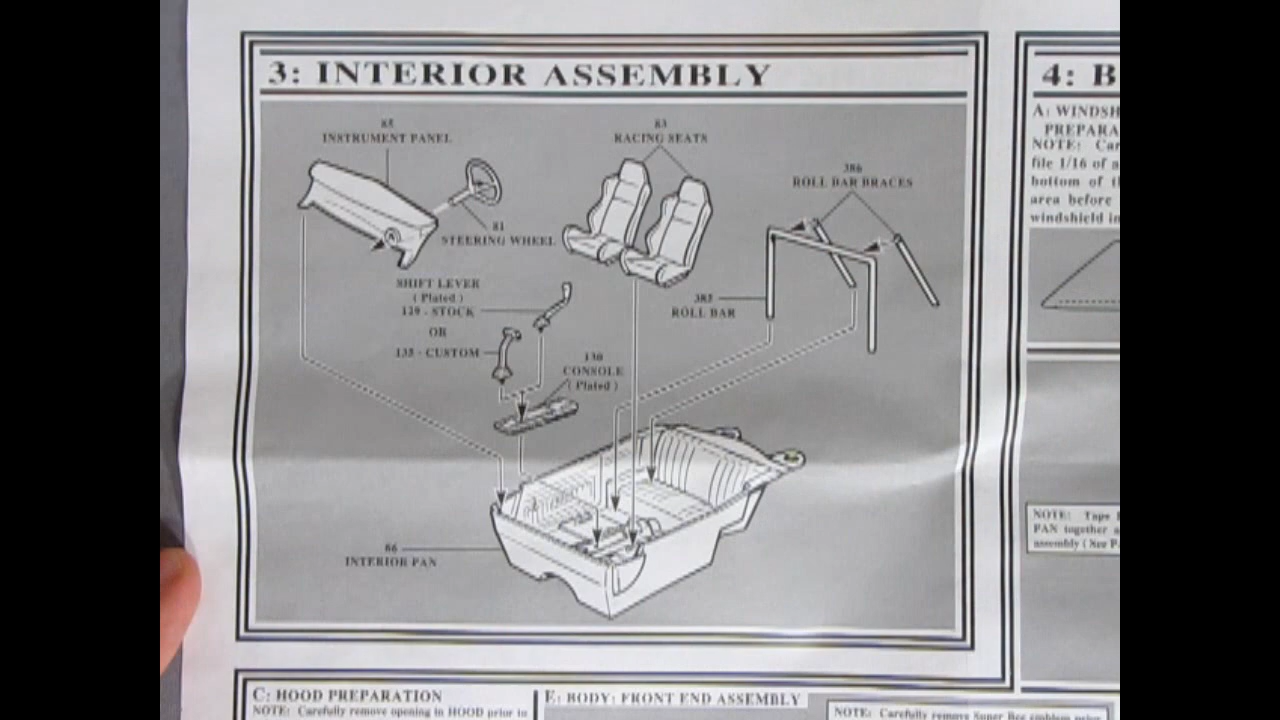 3: INTERIOR ASSEMBLY
85
INSTRUMENT PANEL
83
RACING SEATS
386
ROLL BAR BRACES
81
STEERING WHEEL
SHIFT LEVER
( Plated )
129 - STOCK
OR
135 - CUSTOM
385
ROLL BAR
130
CONSOLE
( Plated )
86
INTERIOR PAN
4: B
A: WINDSH
PREPARA
NOTE: Car
file 1/16 of a
bottom of t
area before
windshield in
NOTE: Tape
PAN together a
assembly ( See P.
C: HOOD PREPARATION
NOTE: Carefully remove opening in HOOD prior to
E: BODY: FRONT END ASSEMBLY
NOTE: Carefully remove Super Bee emblem prior